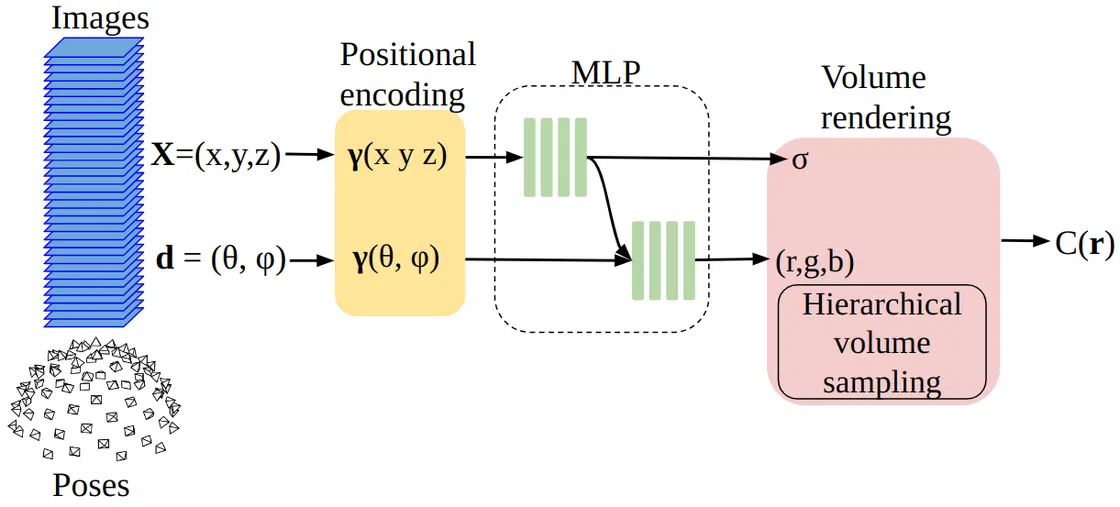 Images
Positional
encoding
MLP
Volume
rendering
X=(x,y,z)
γ(x y z)
σ
d = (θ, φ)
γ(θ, φ)
(r,g,b)
C(r)
Hierarchical
volume
sampling
Poses